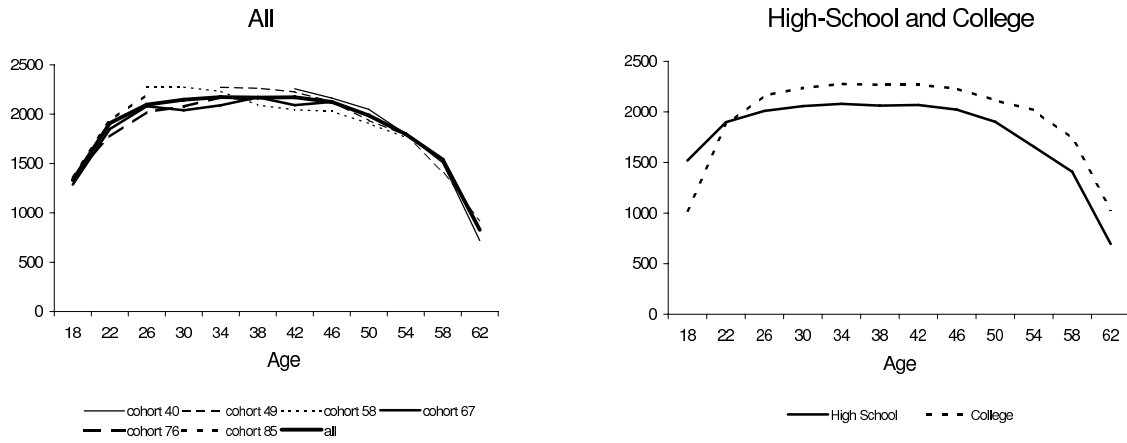 All
2500
2000
1500
1000
500
0
18 22 26 30 34 38 42 46 50 54 58 62
Age
cohort 40 cohort 49 cohort 58 cohort 67
cohort 76 cohort 85 all
High-School and College
2500
2000
1500
1000
500
0
18 22 26 30 34 38 42 46 50 54 58 62
Age
High School College